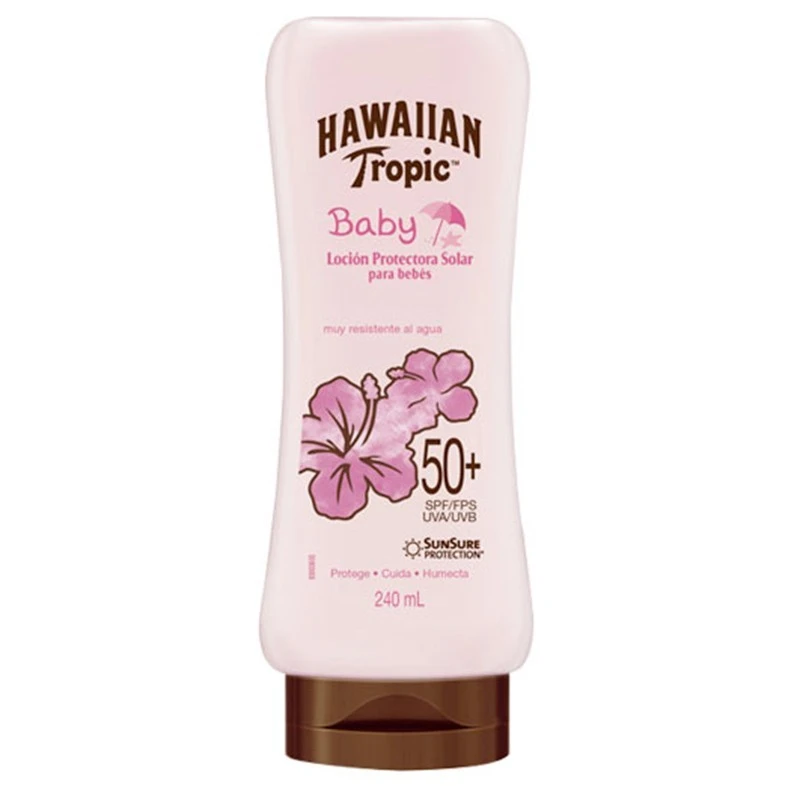 HAWAIIAN
Tropic™
Baby
Loción Protectora Solar
para bebés
muy resistente al agua
50+
SPF/FPS
UVA/UVB
SUNSURE
PROTECTION™
Protege • Cuida • Humecta
240 mL